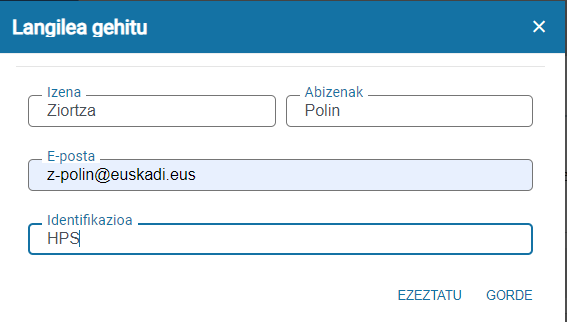 Langilea gehitu
Izena Abizenak
Ziortza Polin
E-posta
z-polin@euskadi.eus
Identifikazioa
HPS
EZEZTATU GORDE